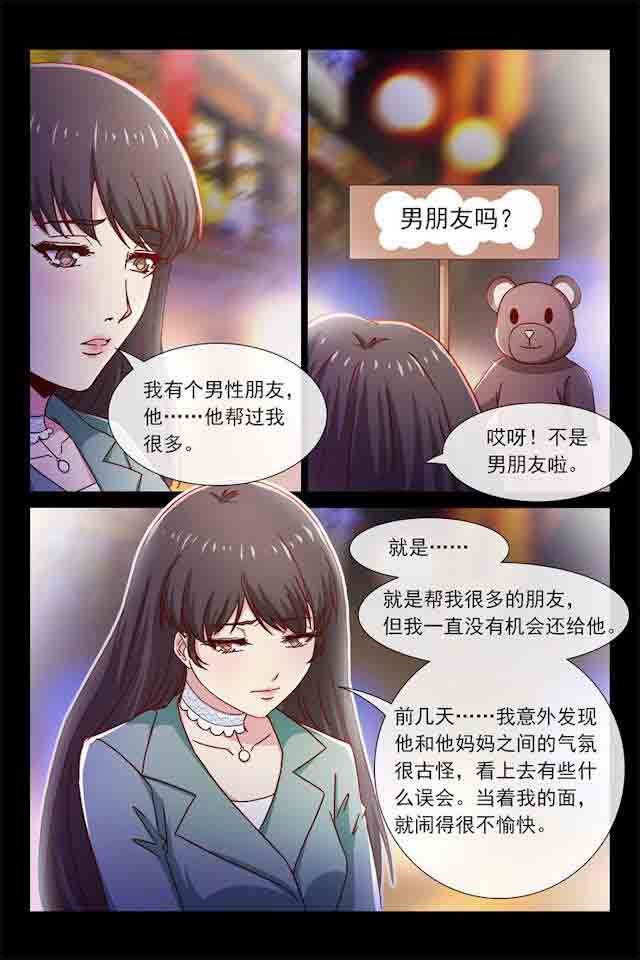 我有个男性朋友，
他……他帮过我
很多。
男朋友吗？
哎呀！不是
男朋友啦。
就是……
就是帮我很多的朋友，
但我一直没有机会还给他。
前几天……我意外发现
他和他妈妈之间的气氛
很古怪，看上去有些什
么误会。当着我的面，
就闹得很不愉快。